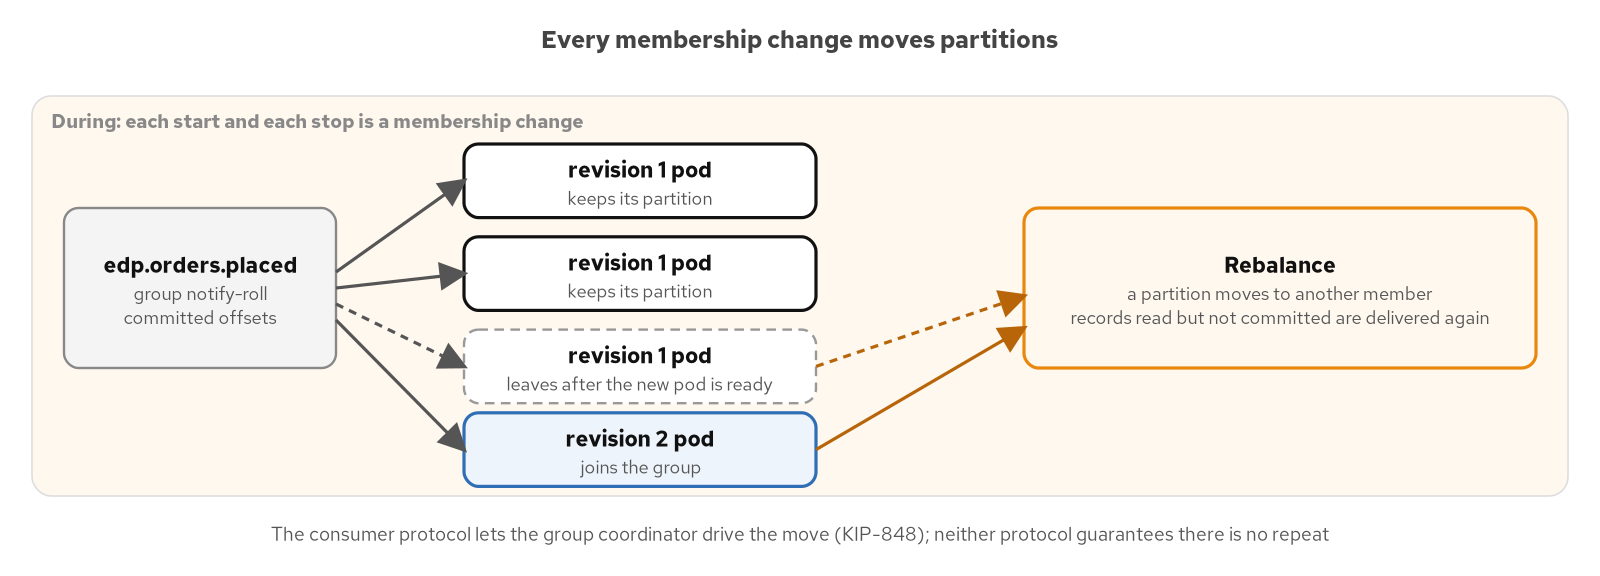 Every membership change moves partitions
During: each start and each stop is a membership change
edp.orders.placed
group notify-roll
committed offsets
revision 1 pod
keeps its partition
revision 1 pod
keeps its partition
revision 1 pod
leaves after the new pod is ready
revision 2 pod
joins the group
Rebalance
a partition moves to another member
records read but not committed are delivered again
The consumer protocol lets the group coordinator drive the move (KIP-848); neither protocol guarantees there is no repeat